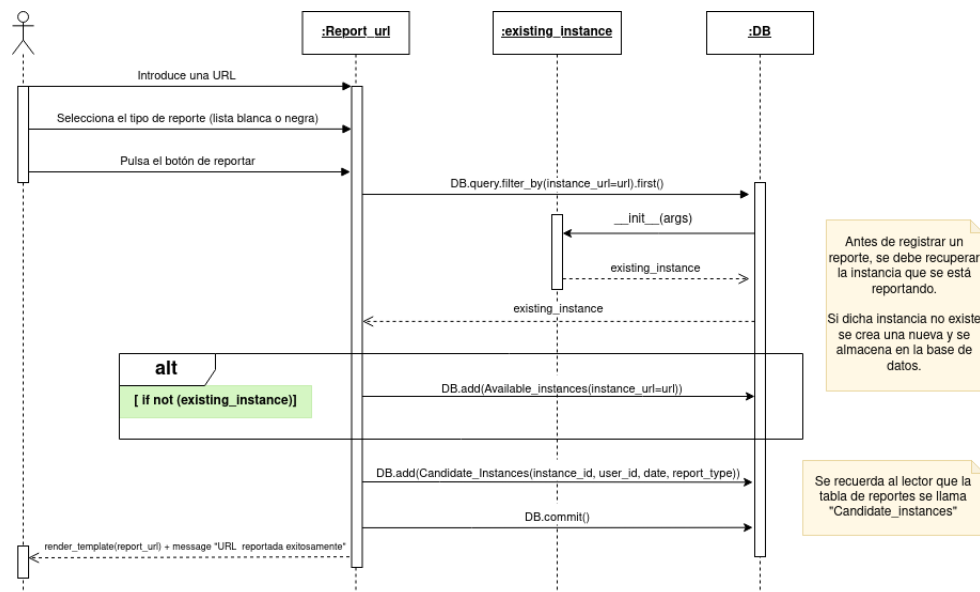 :Report_url
:existing_instance
:DB
Introduce una URL
Selecciona el tipo de reporte (lista blanca o negra)
Pulsa el botón de reportar
DB.query.filter_by(instance_url=url).first()
__init__(args)
existing_instance
existing_instance
Antes de registrar un
reporte, se debe recuperar
la instancia que se está
reportando.
Si dicha instancia no existe
se crea una nueva y se
almacena en la base de
datos.
alt
[ if not (existing_instance)]
DB.add(Available_instances(instance_url=url))
DB.add(Candidate_Instances(instance_id, user_id, date, report_type))
Se recuerda al lector que la
tabla de reportes se llama
"Candidate_instances"
DB.commit()
render_template(report_url) + message "URL reportada exitosamente"